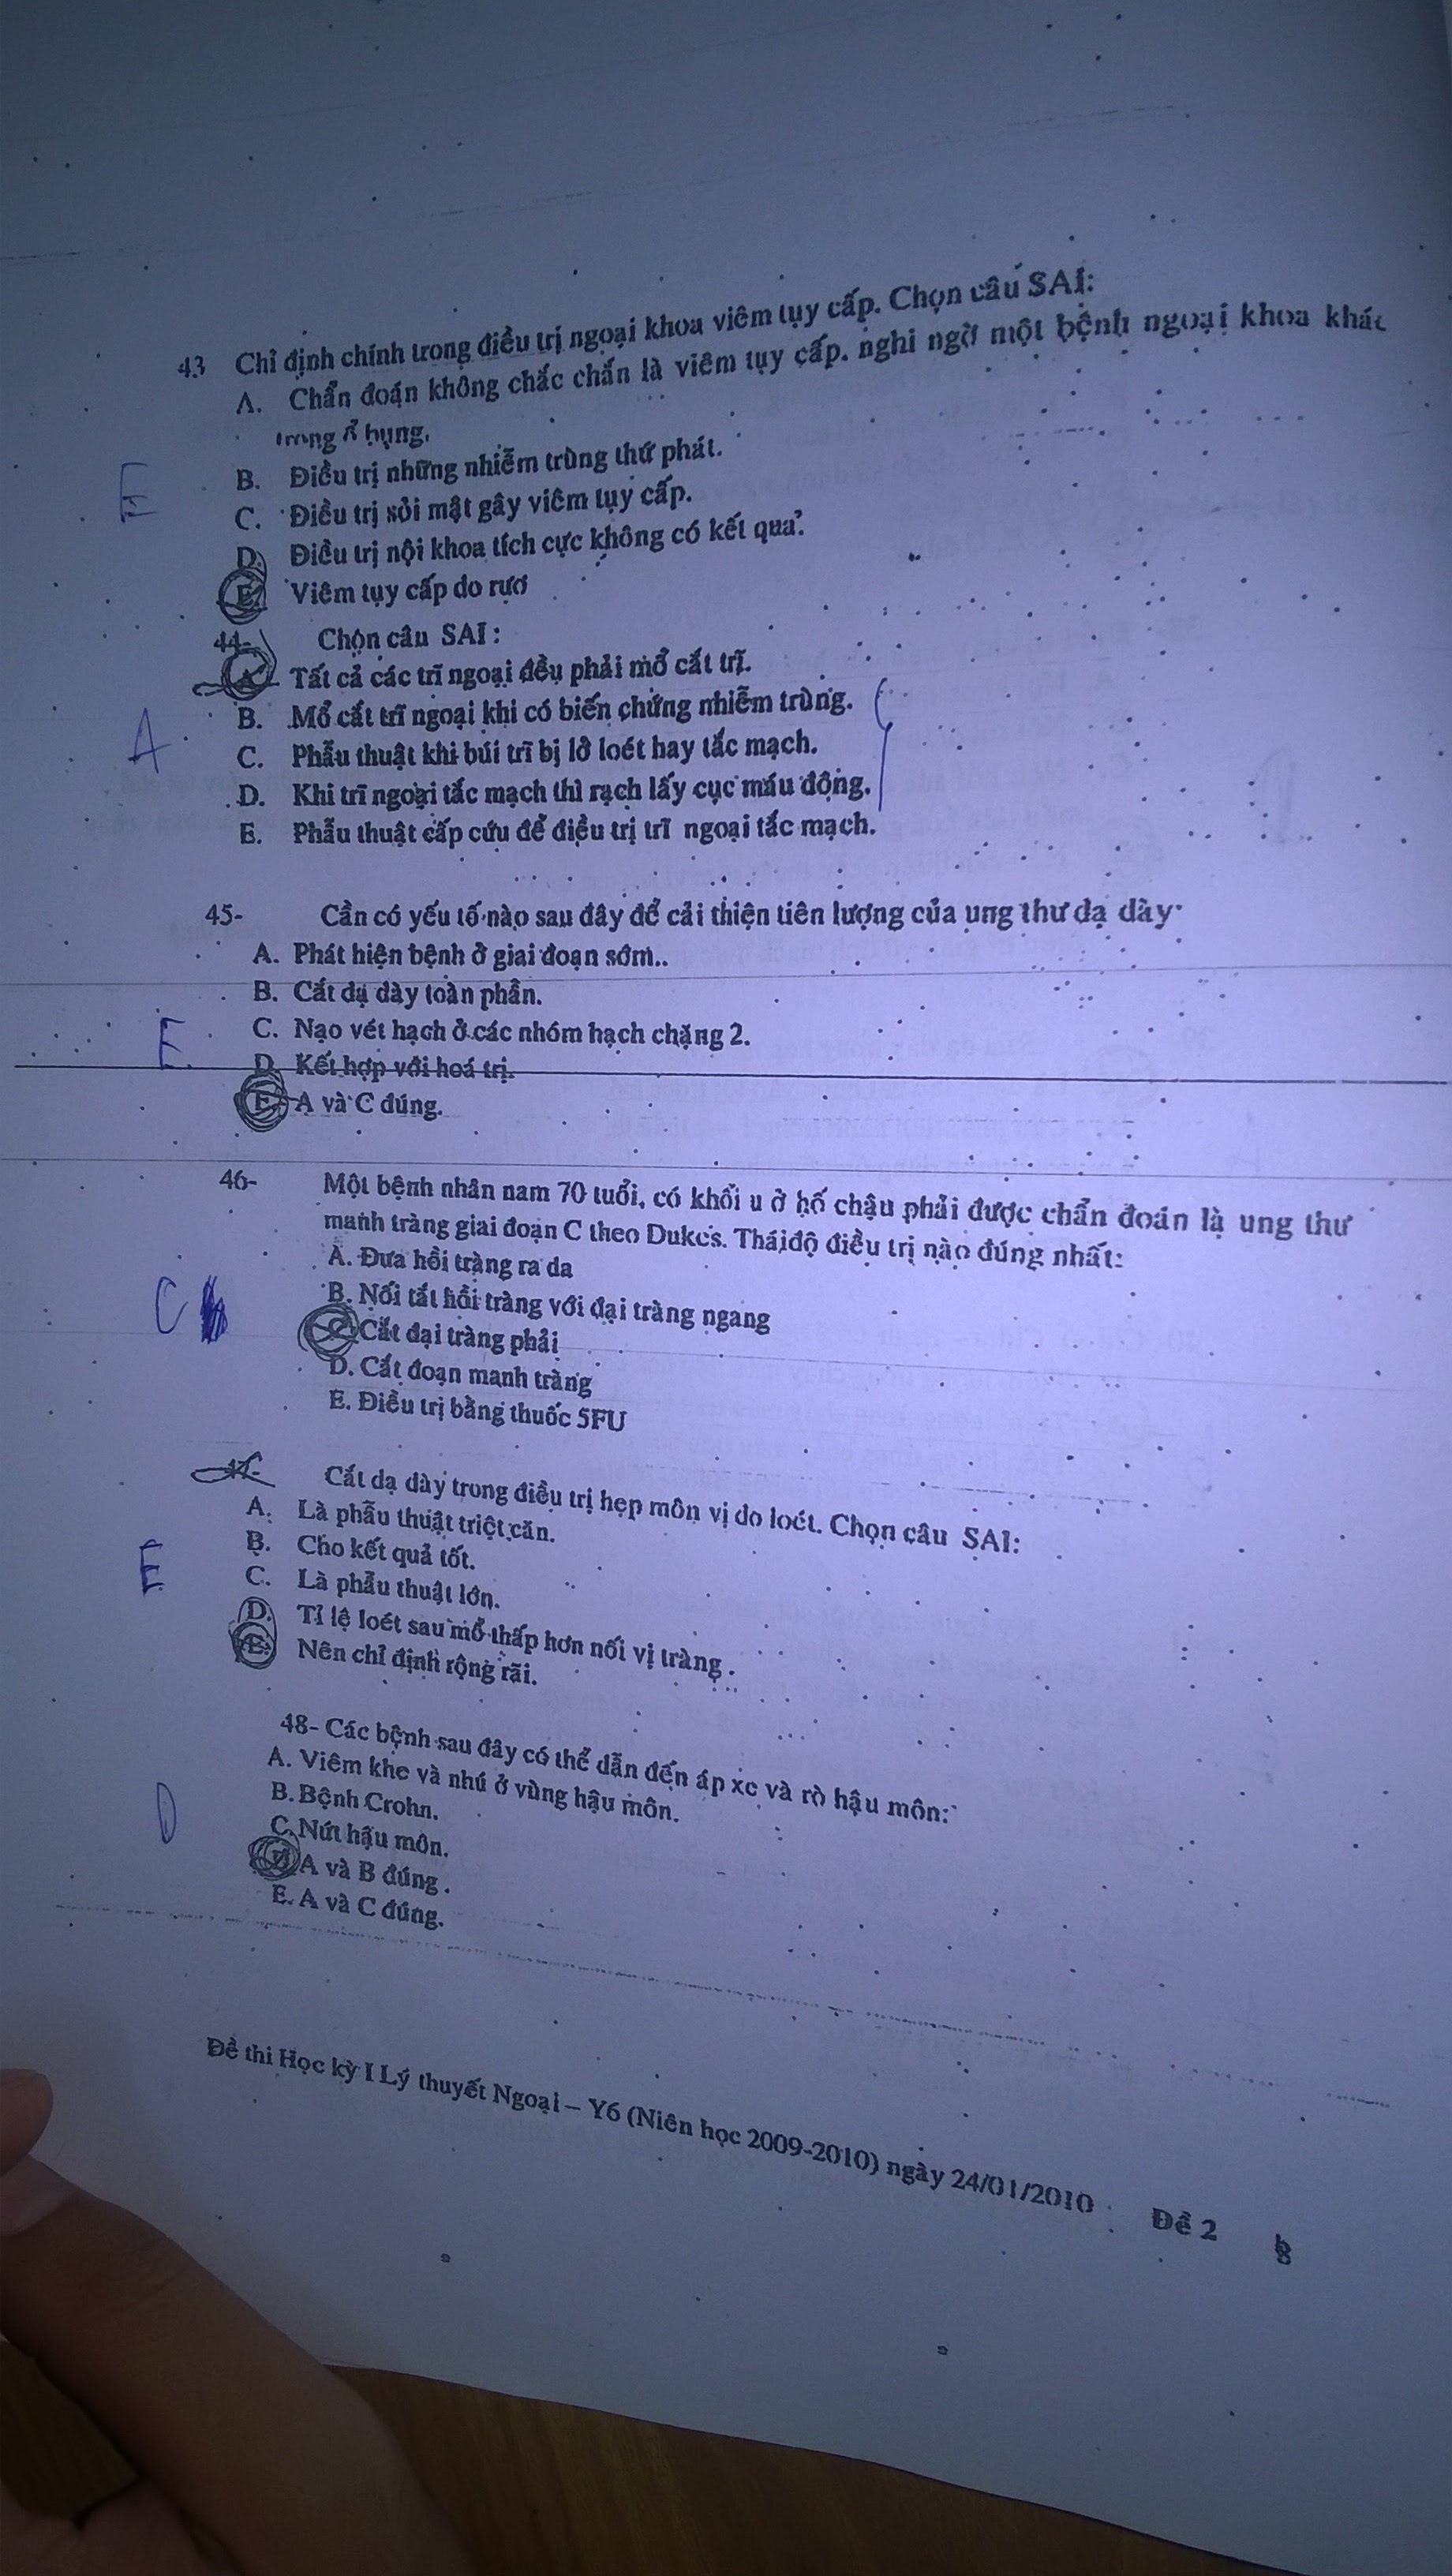 43 Chỉ định chính trong điều trị ngoại khoa viêm tụy cấp. Chọn câu SAI:
A. Chẩn đoán không chắc chắn là viêm tụy cấp. nghi ngờ một bệnh ngoại khoa khác
trong ổ bụng.
B. Điều trị những nhiễm trùng thứ phát.
E
C. Điều trị sỏi mật gây viêm tụy cấp.
D. Điều trị nội khoa tích cực không có kết quả.
E. Viêm tụy cấp do rượ
44- Chọn câu SAI :
A. Tất cả các trĩ ngoại đều phải mổ cắt trĩ.
B. Mổ cắt trĩ ngoại khi có biến chứng nhiễm trùng.
A
C. Phẫu thuật khi búi trĩ bị lở loét hay tắc mạch.
D. Khi trĩ ngoại tắc mạch thì rạch lấy cục máu đông.
E. Phẫu thuật cấp cứu để điều trị trĩ ngoại tắc mạch.
45- Cần có yếu tố nào sau đây để cải thiện tiên lượng của ung thư dạ dày
A. Phát hiện bệnh ở giai đoạn sớm..
B. Cắt dạ dày toàn phần.
C. Nạo vét hạch ở các nhóm hạch chặng 2.
E
D. Kết hợp với hoá trị.
E. A và C đúng.
46- Một bệnh nhân nam 70 tuổi, có khối u ở hố chậu phải được chẩn đoán là ung thư
manh tràng giai đoạn C theo Dukes. Thái độ điều trị nào đúng nhất:
A. Đưa hồi tràng ra da
B. Nối tắt hồi tràng với đại tràng ngang
C
C. Cắt đại tràng phải
D. Cắt đoạn manh tràng
E. Điều trị bằng thuốc 5FU
47- Cắt dạ dày trong điều trị hẹp môn vị do loét. Chọn câu SAI:
A. Là phẫu thuật triệt căn.
B. Cho kết quả tốt.
E
C. Là phẫu thuật lớn.
D. Tỉ lệ loét sau mổ thấp hơn nối vị tràng .
E. Nên chỉ định rộng rãi.
48- Các bệnh sau đây có thể dẫn đến áp xe và rò hậu môn:
A. Viêm khe và nhú ở vùng hậu môn.
B. Bệnh Crohn.
D
C. Nứt hậu môn.
D. A và B đúng .
E. A và C đúng.
Đề thi Học kỳ I Lý thuyết Ngoại – Y6 (Niên học 2009-2010) ngày 24/01/2010 Đề 2